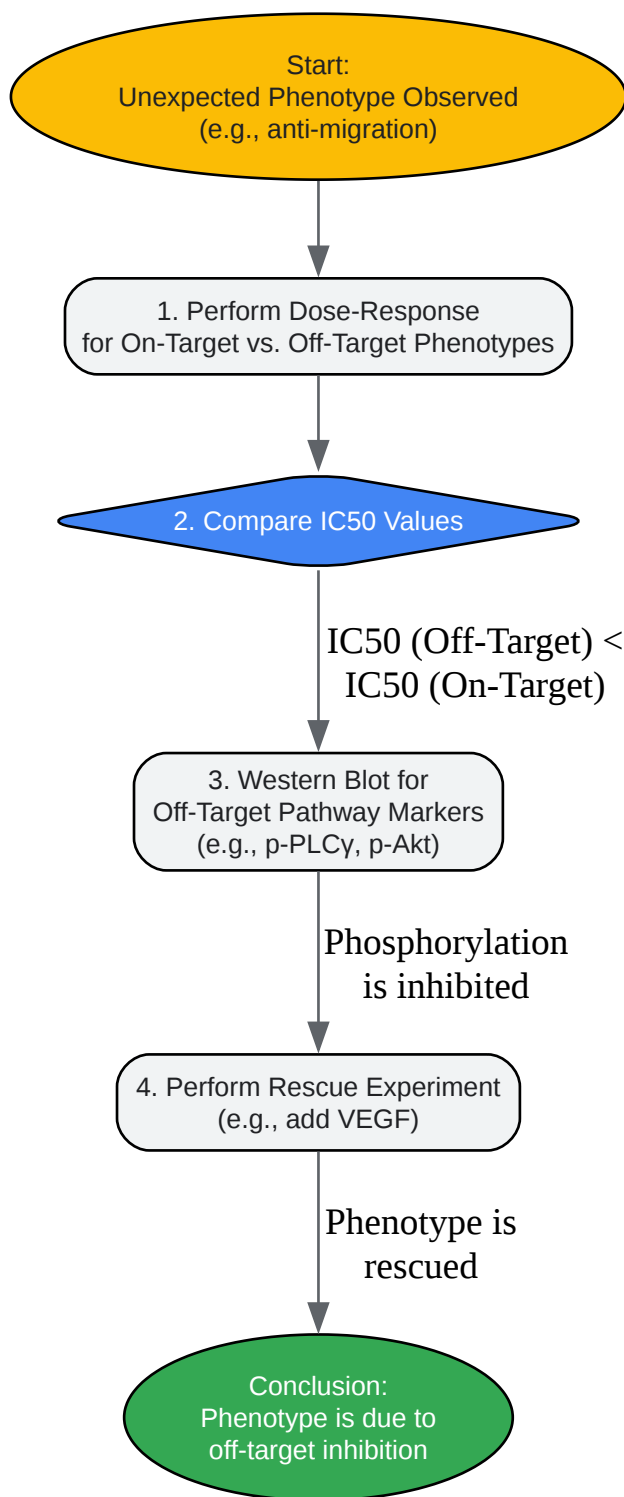 Start:
Unexpected Phenotype Observed
(e.g., anti-migration)
1. Perform Dose-Response
for On-Target vs. Off-Target Phenotypes
2. Compare IC50 Values
IC50 (Off-Target) <
IC50 (On-Target)
3. Western Blot for
Off-Target Pathway Markers
(e.g., p-PLCγ, p-Akt)
Phosphorylation
is inhibited
4. Perform Rescue Experiment
(e.g., add VEGF)
Phenotype is
rescued
Conclusion:
Phenotype is due to
off-target inhibition